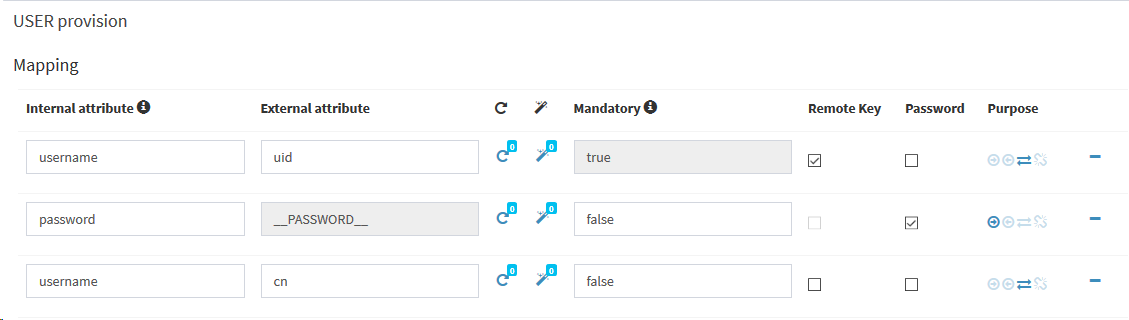 USER provision
Mapping
Internal attribute External attribute Mandatory Remote Key Password Purpose
username uid 0 0 true
password __PASSWORD__ 0 0 false
username cn 0 0 false